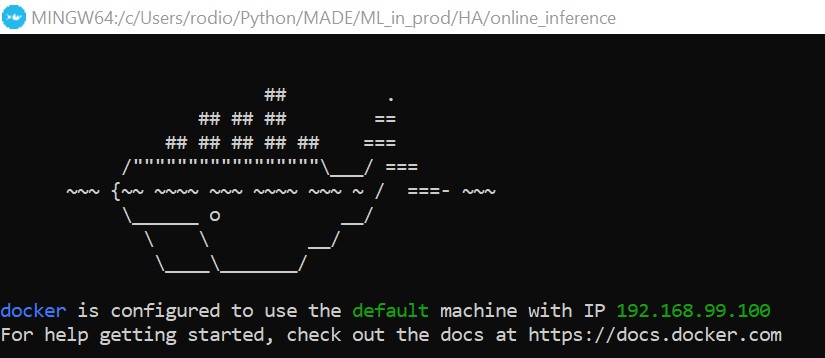 MINGW64:/c/Users/rodio/Python/MADE/ML_in_prod/HA/online_inference
                        ##         .
                  ## ## ##        ==
               ## ## ## ## ##    ===
           /"""""""""""""""""\___/ ===
      ~~~ {~~ ~~~~ ~~~ ~~~~ ~~~ ~ /  ===- ~~~
           \______ o           __/
             \    \         __/
              \____\_______/
docker is configured to use the default machine with IP 192.168.99.100
For help getting started, check out the docs at https://docs.docker.com